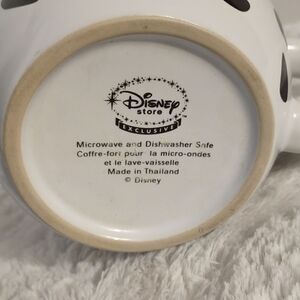 Disney
store
EXCLUSIVE
Microwave and Dishwasher Safe
Coffre-fort pour la micro-ondes
et le lave-vaisselle
Made in Thailand
© Disney